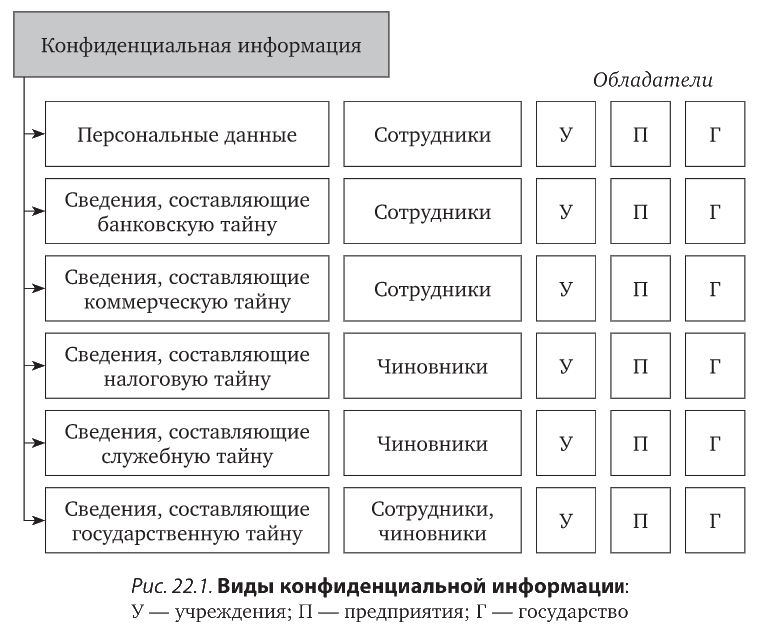 Конфиденциальная информация
Обладатели
Персональные данные
Сотрудники
У
П
Г
Сведения, составляющие
банковскую тайну
Сотрудники
У
П
Г
Сведения, составляющие
коммерческую тайну
Сотрудники
У
П
Г
Сведения, составляющие
налоговую тайну
Чиновники
У
П
Г
Сведения, составляющие
служебную тайну
Чиновники
У
П
Г
Сведения, составляющие
государственную тайну
Сотрудники,
чиновники
У
П
Г
Рис. 22.1. Виды конфиденциальной информации:
У — учреждения; П — предприятия; Г — государство